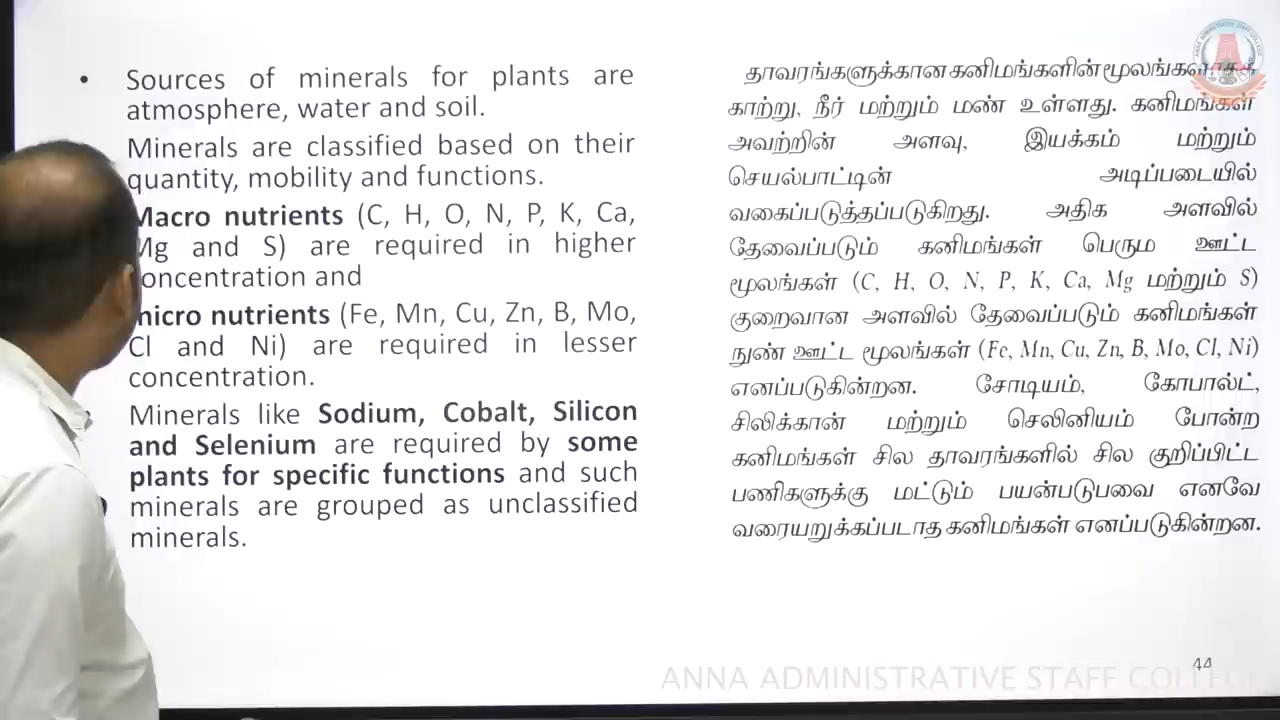 • Sources of minerals for plants are
atmosphere, water and soil.
Minerals are classified based on their
quantity, mobility and functions.
Macro nutrients (C, H, O, N, P, K, Ca,
Mg and S) are required in higher
concentration and
micro nutrients (Fe, Mn, Cu, Zn, B, Mo,
Cl and Ni) are required in lesser
concentration.
Minerals like Sodium, Cobalt, Silicon
and Selenium are required by some
plants for specific functions and such
minerals are grouped as unclassified
minerals.
தாவரங்களுக்கான கனிமங்களின்
காற்று, நீர் மற்றும் மண் உள்ளது. கனிமங்கள்
அவற்றின் அளவு, இயக்கம் மற்றும்
செயல்பாட்டின் அடிப்படையில்
வகைப்படுத்தப்படுகிறது. அதிக அளவில்
தேவைப்படும் கனிமங்கள் பெரும ஊட்ட
மூலங்கள் (C, H, O, N, P, K, Ca, Mg மற்றும் S)
குறைவான அளவில் தேவைப்படும் கனிமங்கள்
நுண் ஊட்ட மூலங்கள் (Fe, Mn, Cu, Zn, B, Mo, Cl, Ni)
எனப்படுகின்றன. சோடியம், கோபால்ட்,
சிலிக்கான் மற்றும் செலினியம் போன்ற
கனிமங்கள் சில தாவரங்களில் சில குறிப்பிட்ட
பணிகளுக்கு மட்டும் பயன்படுபவை எனவே
வரையறுக்கப்படாத கனிமங்கள் எனப்படுகின்றன.
44
ANNA ADMINISTRATIVE STAFF COLLEGE